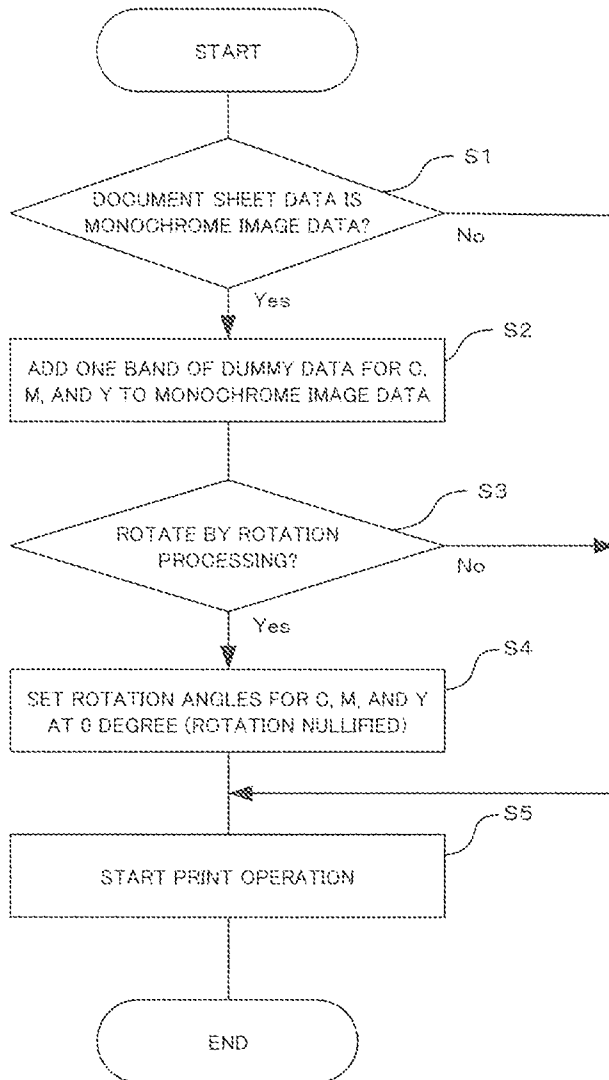 START
S1
DOCUMENT SHEET DATA IS
MONOCHROME IMAGE DATA?
No
Yes
S2
ADD ONE BAND OF DUMMY DATA FOR C,
M, AND Y TO MONOCHROME IMAGE DATA
S3
ROTATE BY ROTATION
PROCESSING?
No
Yes
S4
SET ROTATION ANGLES FOR C, M, AND Y
AT 0 DEGREE (ROTATION NULLIFIED)
S5
START PRINT OPERATION
END